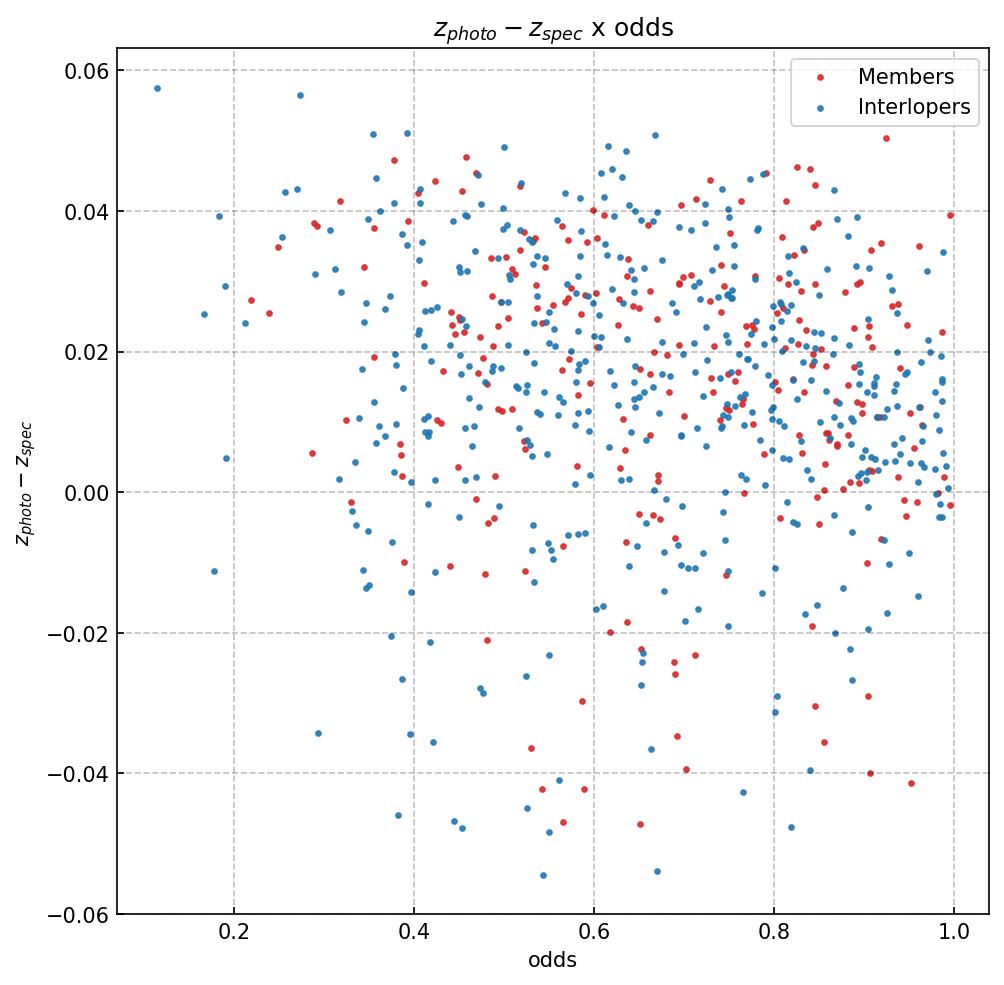 z_photo − z_spec x odds
Members
Interlopers
z_photo − z_spec
0.06
0.04
0.02
0.00
−0.02
−0.04
−0.06
0.2 0.4 0.6 0.8 1.0
odds